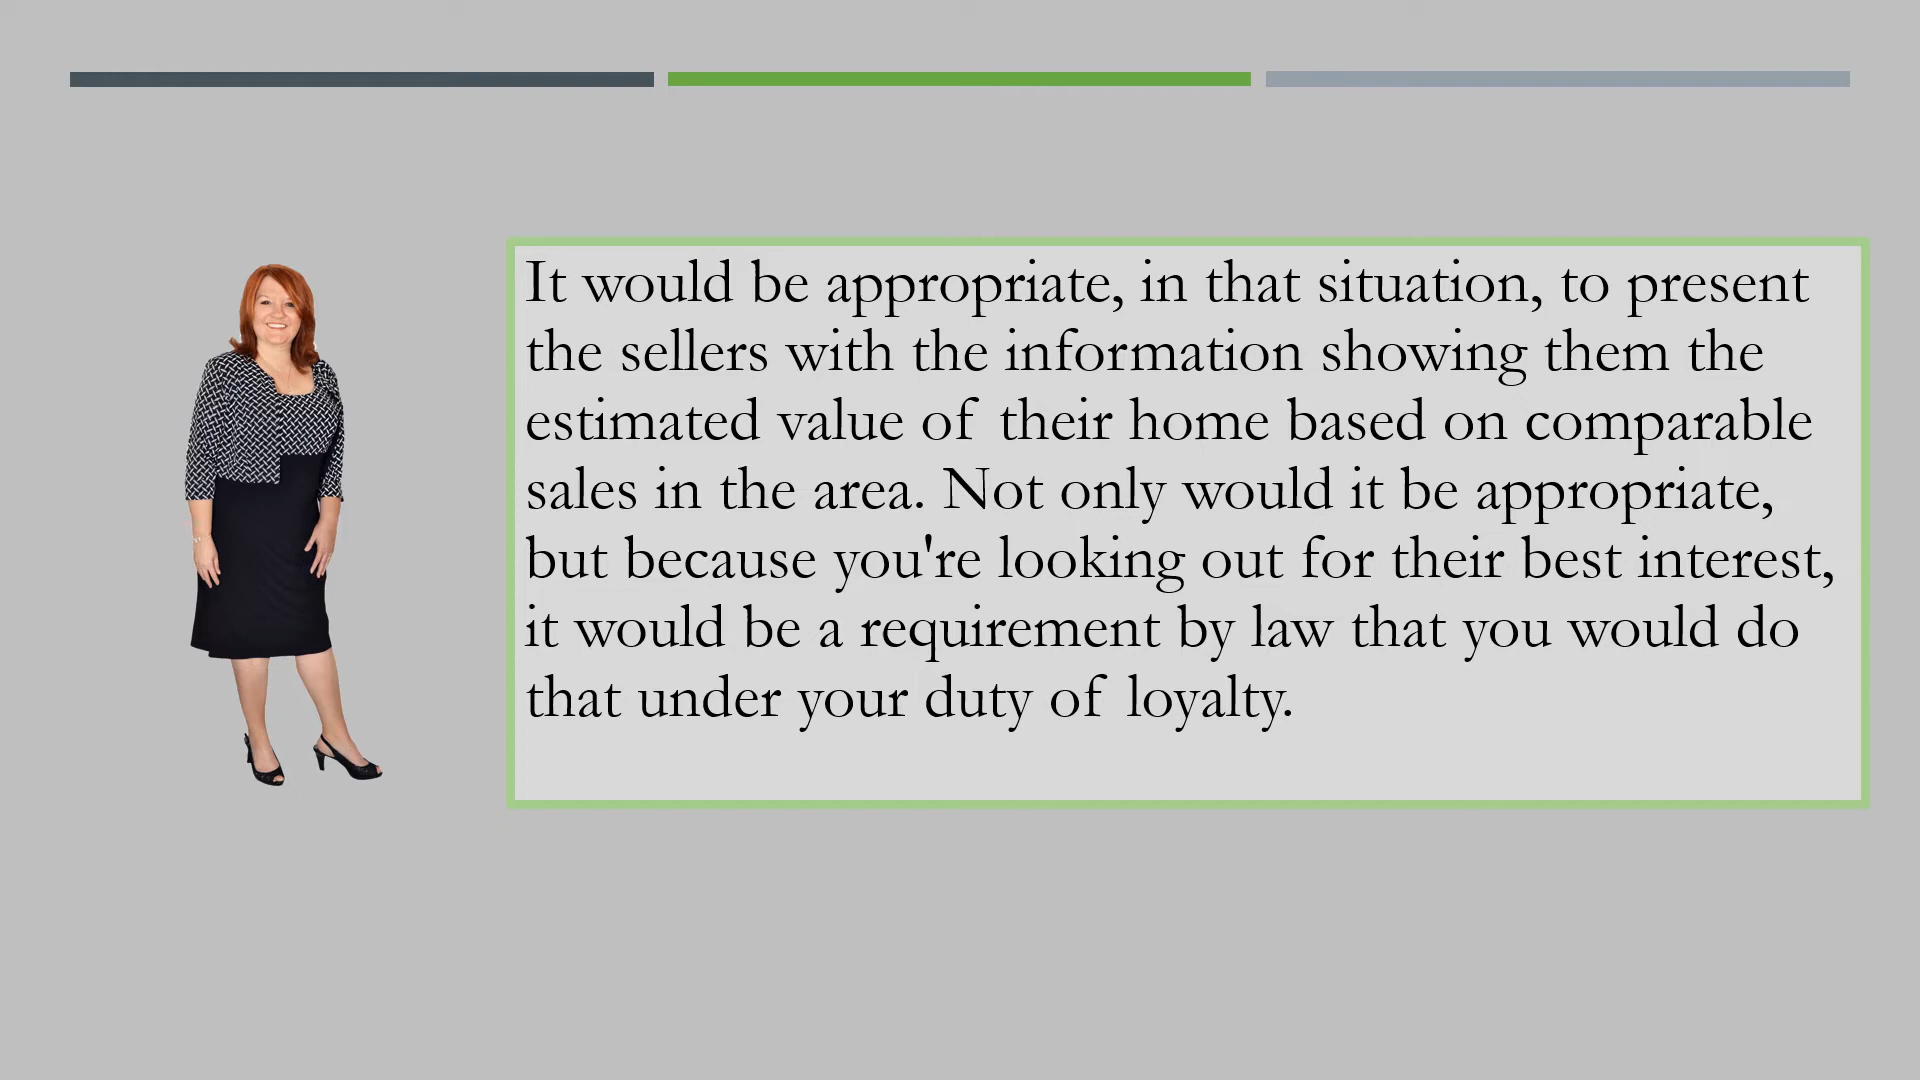 It would be appropriate, in that situation, to present
the sellers with the information showing them the
estimated value of their home based on comparable
sales in the area. Not only would it be appropriate,
but because you're looking out for their best interest,
it would be a requirement by law that you would do
that under your duty of loyalty.